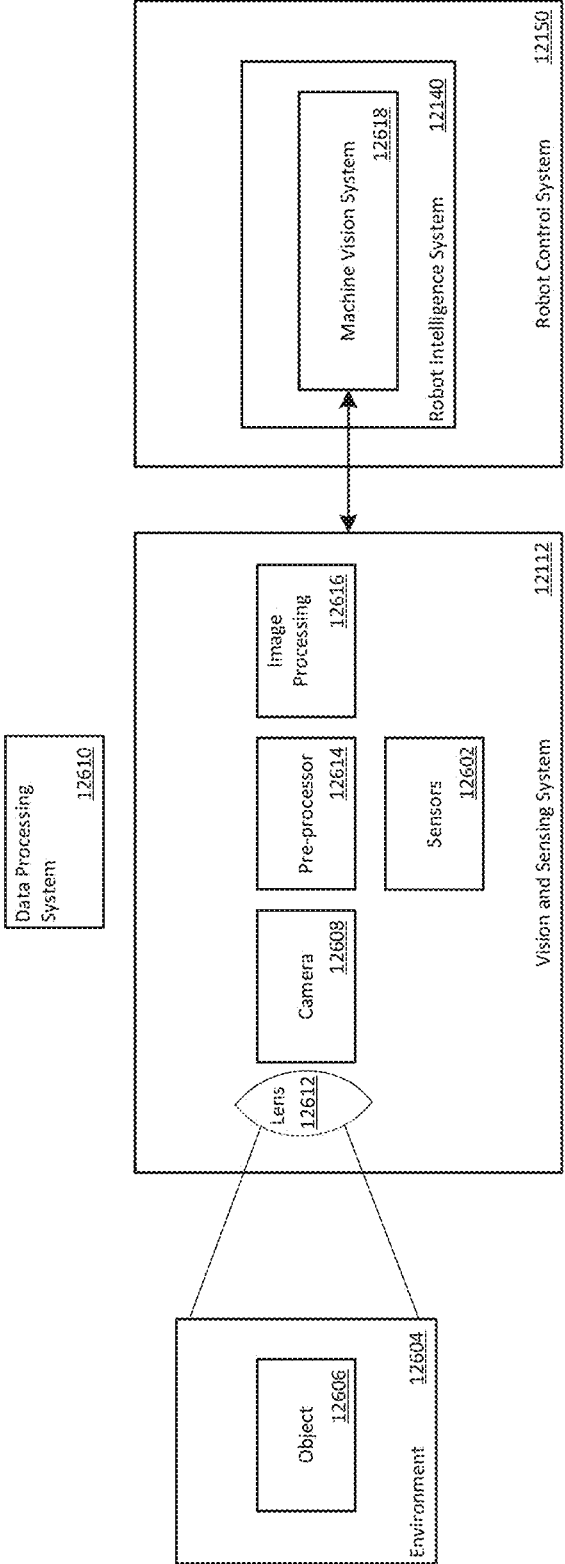 Data Processing
System
12610
Object
12606
Environment
12604
Lens
12612
Camera
12608
Pre-processor
12614
Image
Processing
12616
Sensors
12602
Vision and Sensing System
12112
Machine Vision System
12618
Robot Intelligence System
12140
Robot Control System
12150